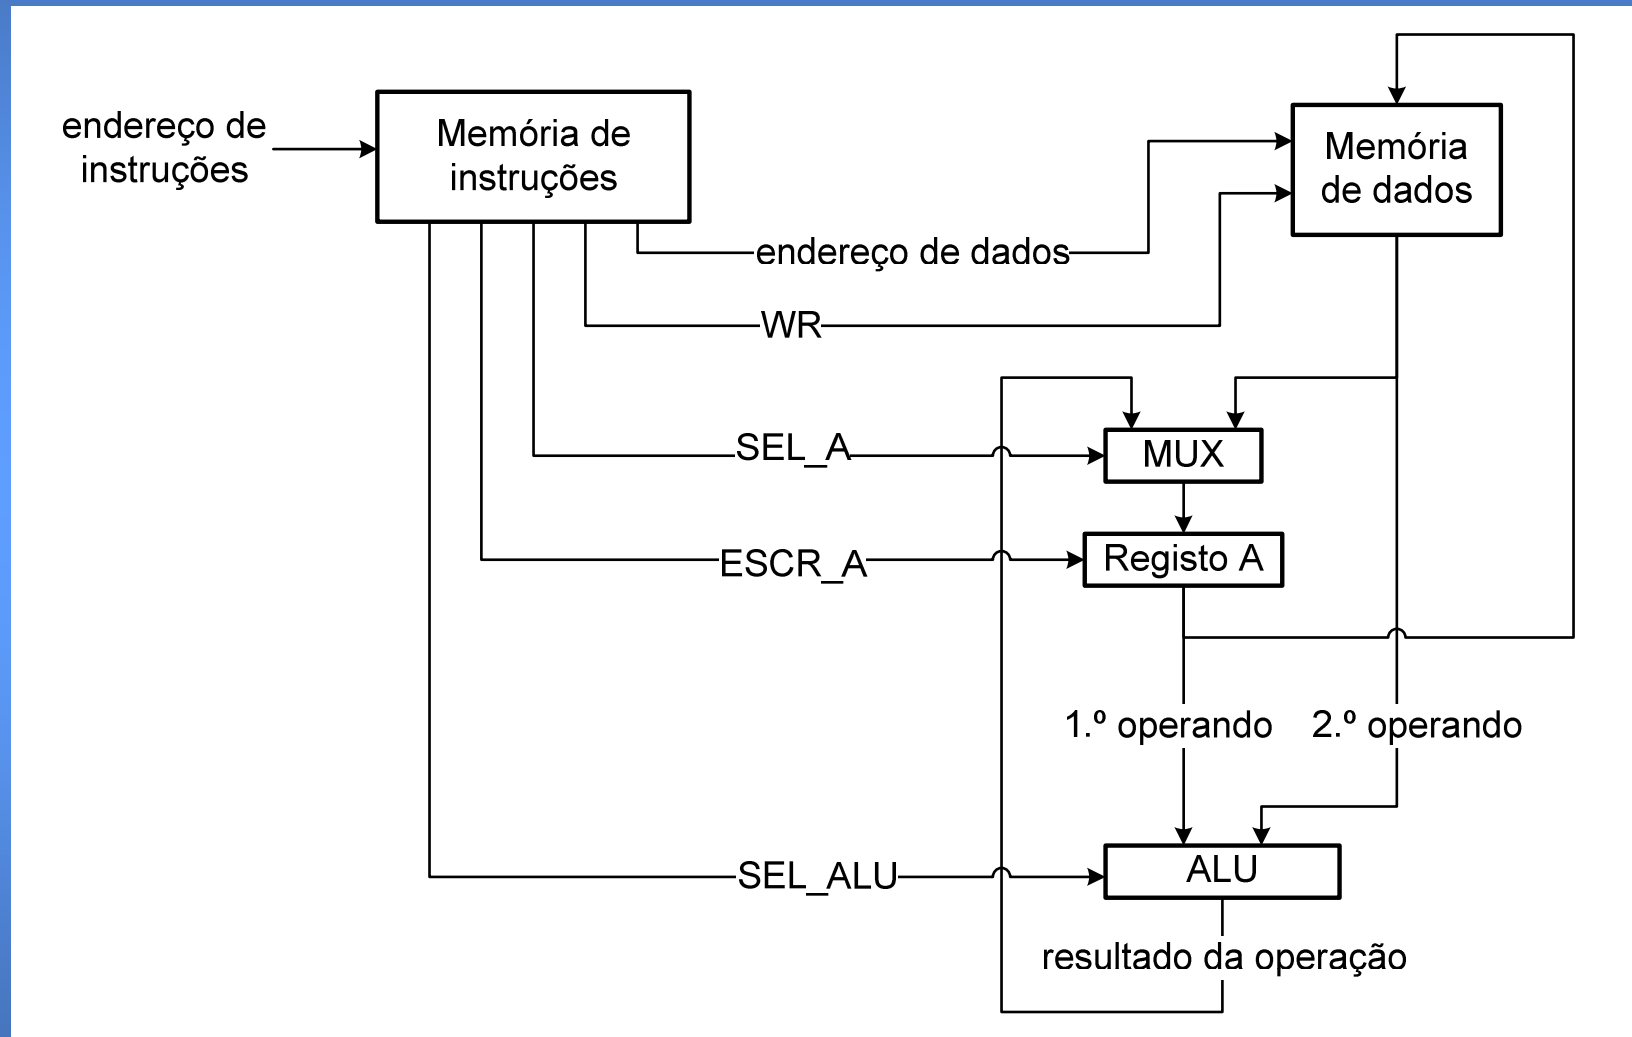 endereço de
instruções
Memória de
instruções
Memória
de dados
endereço de dados
WR
SEL_A
MUX
ESCR_A
Registo A
1.º operando
2.º operando
SEL_ALU
ALU
resultado da operação